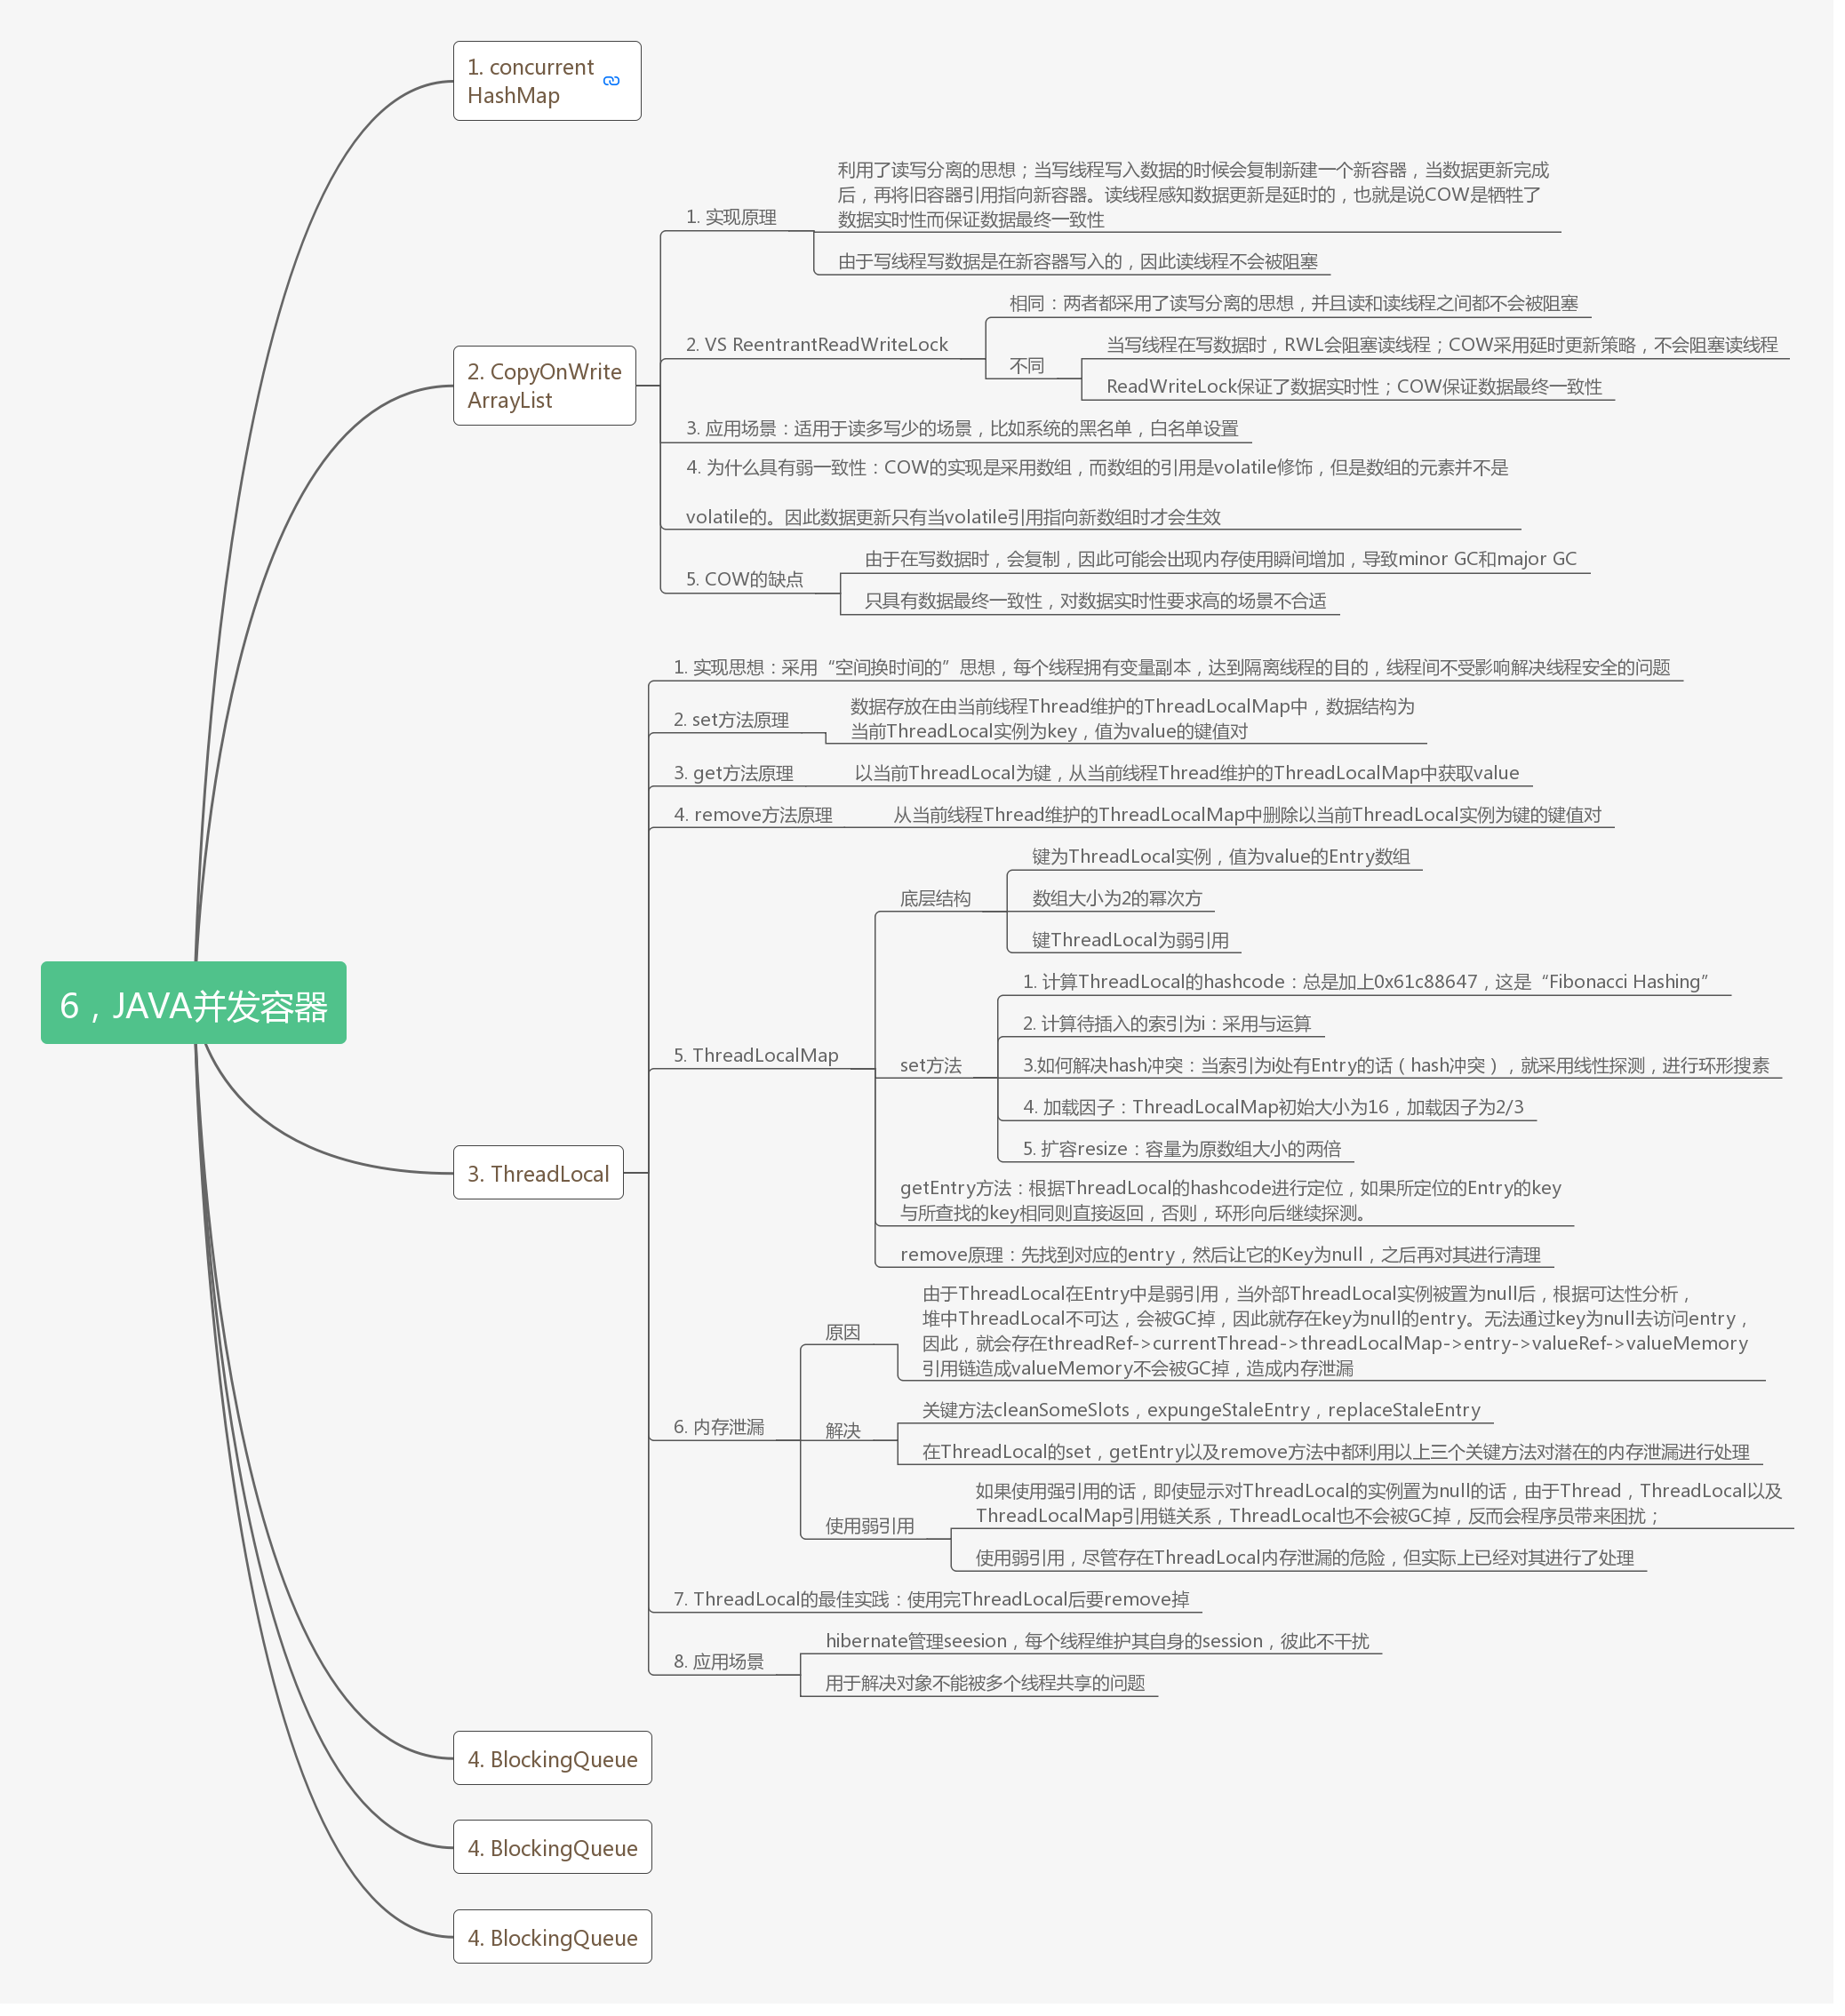 6，JAVA并发容器
1. concurrent
HashMap
2. CopyOnWrite
ArrayList
1. 实现原理
利用了读写分离的思想；当写线程写入数据的时候会复制新建一个新容器，当数据更新完成
后，再将旧容器引用指向新容器。读线程感知数据更新是延时的，也就是说COW是牺牲了
数据实时性而保证数据最终一致性
由于写线程写数据是在新容器写入的，因此读线程不会被阻塞
2. VS ReentrantReadWriteLock
相同：两者都采用了读写分离的思想，并且读和读线程之间都不会被阻塞
不同
当写线程在写数据时，RWL会阻塞读线程；COW采用延时更新策略，不会阻塞读线程
ReadWriteLock保证了数据实时性；COW保证数据最终一致性
3. 应用场景：适用于读多写少的场景，比如系统的黑名单，白名单设置
4. 为什么具有弱一致性：COW的实现是采用数组，而数组的引用是volatile修饰，但是数组的元素并不是
volatile的。因此数据更新只有当volatile引用指向新数组时才会生效
5. COW的缺点
由于在写数据时，会复制，因此可能会出现内存使用瞬间增加，导致minor GC和major GC
只具有数据最终一致性，对数据实时性要求高的场景不合适
3. ThreadLocal
1. 实现思想：采用“空间换时间的”思想，每个线程拥有变量副本，达到隔离线程的目的，线程间不受影响解决线程安全的问题
2. set方法原理
数据存放在由当前线程Thread维护的ThreadLocalMap中，数据结构为
当前ThreadLocal实例为key，值为value的键值对
3. get方法原理
以当前ThreadLocal为键，从当前线程Thread维护的ThreadLocalMap中获取value
4. remove方法原理
从当前线程Thread维护的ThreadLocalMap中删除以当前ThreadLocal实例为键的键值对
5. ThreadLocalMap
底层结构
键为ThreadLocal实例，值为value的Entry数组
数组大小为2的幂次方
键ThreadLocal为弱引用
set方法
1. 计算ThreadLocal的hashcode：总是加上0x61c88647，这是“Fibonacci Hashing”
2. 计算待插入的索引为i：采用与运算
3.如何解决hash冲突：当索引为i处有Entry的话（hash冲突），就采用线性探测，进行环形搜素
4. 加载因子：ThreadLocalMap初始大小为16，加载因子为2/3
5. 扩容resize：容量为原数组大小的两倍
getEntry方法：根据ThreadLocal的hashcode进行定位，如果所定位的Entry的key
与所查找的key相同则直接返回，否则，环形向后继续探测。
remove原理：先找到对应的entry，然后让它的Key为null，之后再对其进行清理
6. 内存泄漏
原因
由于ThreadLocal在Entry中是弱引用，当外部ThreadLocal实例被置为null后，根据可达性分析，
堆中ThreadLocal不可达，会被GC掉，因此就存在key为null的entry。无法通过key为null去访问entry，
因此，就会存在threadRef->currentThread->threadLocalMap->entry->valueRef->valueMemory
引用链造成valueMemory不会被GC掉，造成内存泄漏
解决
关键方法cleanSomeSlots，expungeStaleEntry，replaceStaleEntry
在ThreadLocal的set，getEntry以及remove方法中都利用以上三个关键方法对潜在的内存泄漏进行处理
使用弱引用
如果使用强引用的话，即使显示对ThreadLocal的实例置为null的话，由于Thread，ThreadLocal以及
ThreadLocalMap引用链关系，ThreadLocal也不会被GC掉，反而会程序员带来困扰；
使用弱引用，尽管存在ThreadLocal内存泄漏的危险，但实际上已经对其进行了处理
7. ThreadLocal的最佳实践：使用完ThreadLocal后要remove掉
8. 应用场景
hibernate管理seesion，每个线程维护其自身的session，彼此不干扰
用于解决对象不能被多个线程共享的问题
4. BlockingQueue
4. BlockingQueue
4. BlockingQueue